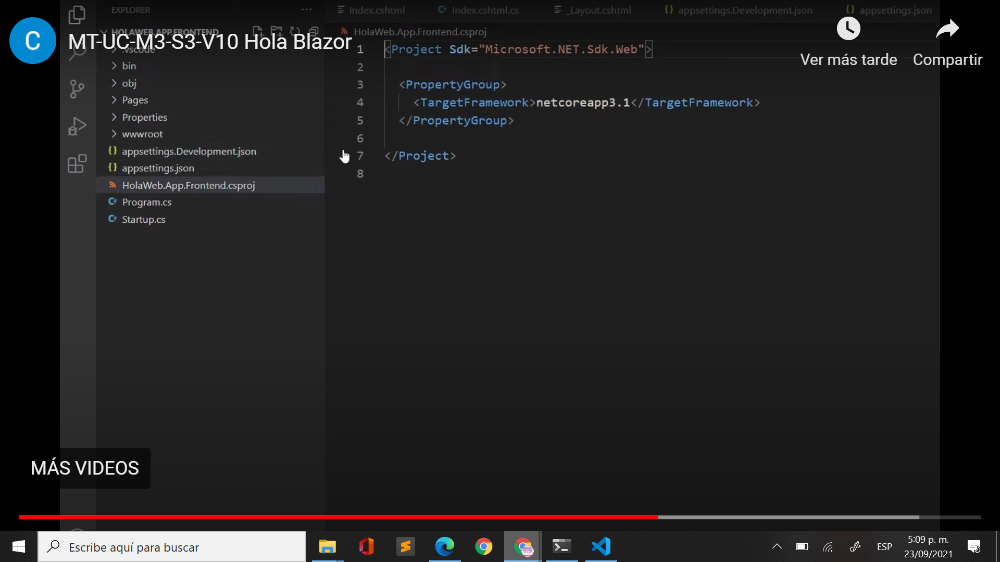 EXPLORER
HOLAWEB.APP.FRONTEND
MT-UC-M3-S3-V10 Hola Blazor
C
.vscode
bin
obj
Pages
Properties
wwwroot
appsettings.Development.json
appsettings.json
HolaWeb.App.Frontend.csproj
Program.cs
Startup.cs
Index.cshtml
Index.cshtml.cs
_Layout.cshtml
appsettings.Development.json
appsettings.json
HolaWeb.App.Frontend.csproj
1 <Project Sdk="Microsoft.NET.Sdk.Web">
2
3 <PropertyGroup>
4 <TargetFramework>netcoreapp3.1</TargetFramework>
5 </PropertyGroup>
6
7 </Project>
8
Ver más tarde
Compartir
MÁS VIDEOS
Escribe aquí para buscar
ESP
5:09 p. m.
23/09/2021